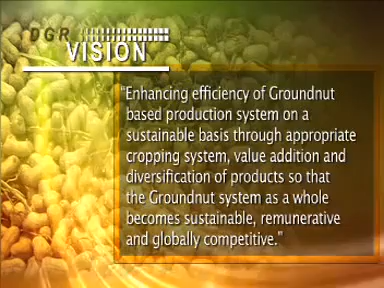 DGR
VISION
“Enhancing efficiency of Groundnut
based production system on a
sustainable basis through appropriate
cropping system, value addition and
diversification of products so that
the Groundnut system as a whole
becomes sustainable, remunerative
and globally competitive.”